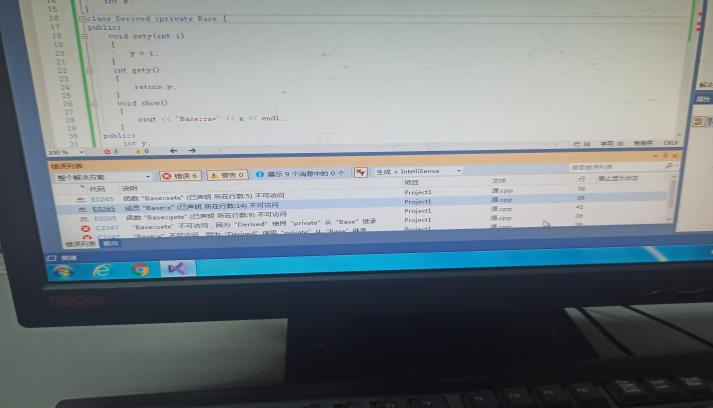 14
15 int x;
16 };
17 class Derived :private Base {
public:
18 void sety(int i)
19 {
20 y = i;
21 }
22 int gety()
23 {
24 return y;
25 }
26 void show()
27 {
28 cout << "Base::x=" << x << endl;
29 }
30 public:
31 int y;
100 % 行: 16 字符: 30 制表符 CRLF
错误列表
整个解决方案 错误 6 警告 0 展示 9 个消息中的 0 个 生成 + IntelliSense 搜索错误列表
代码 说明 项目 文件 行 禁止显示状态
E0265 函数 "Base::setx" (已声明 所在行数:5) 不可访问 Project1 源.cpp 36
E0265 成员 "Base::x" (已声明 所在行数:14) 不可访问 Project1 源.cpp 39
E0265 函数 "Base::getx" (已声明 所在行数:9) 不可访问 Project1 源.cpp 41
C2247 "Base::setx" 不可访问，因为 "Derived" 使用 "private" 从 "Base" 继承 Project1 源.cpp 36
C2247 "Base::x" 不可访问，因为 "Derived" 使用 "private" 从 "Base" 继承 Project1 源.cpp
错误列表 输出
就绪
属性
ThinkVision